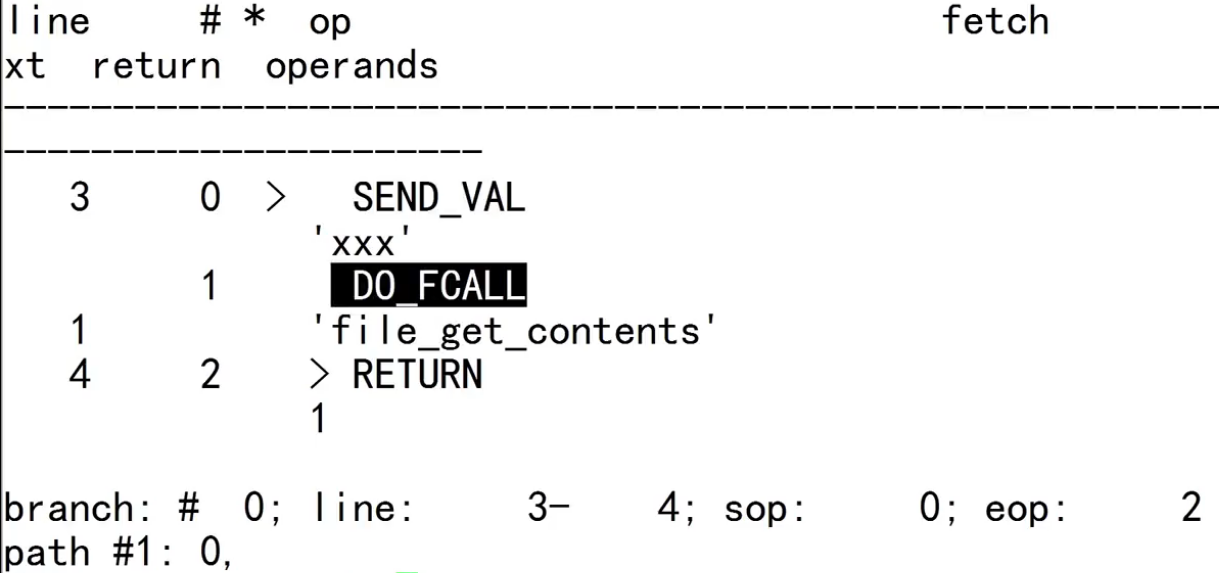 line      # *  op                            fetch
xt  return  operands
---------------------------------------------------------
----------------------
3     0  >   SEND_VAL
'xxx'
1      DO_FCALL
1           'file_get_contents'
4     2    > RETURN
1
branch: #  0; line:     3-    4; sop:     0; eop:     2
path #1: 0,